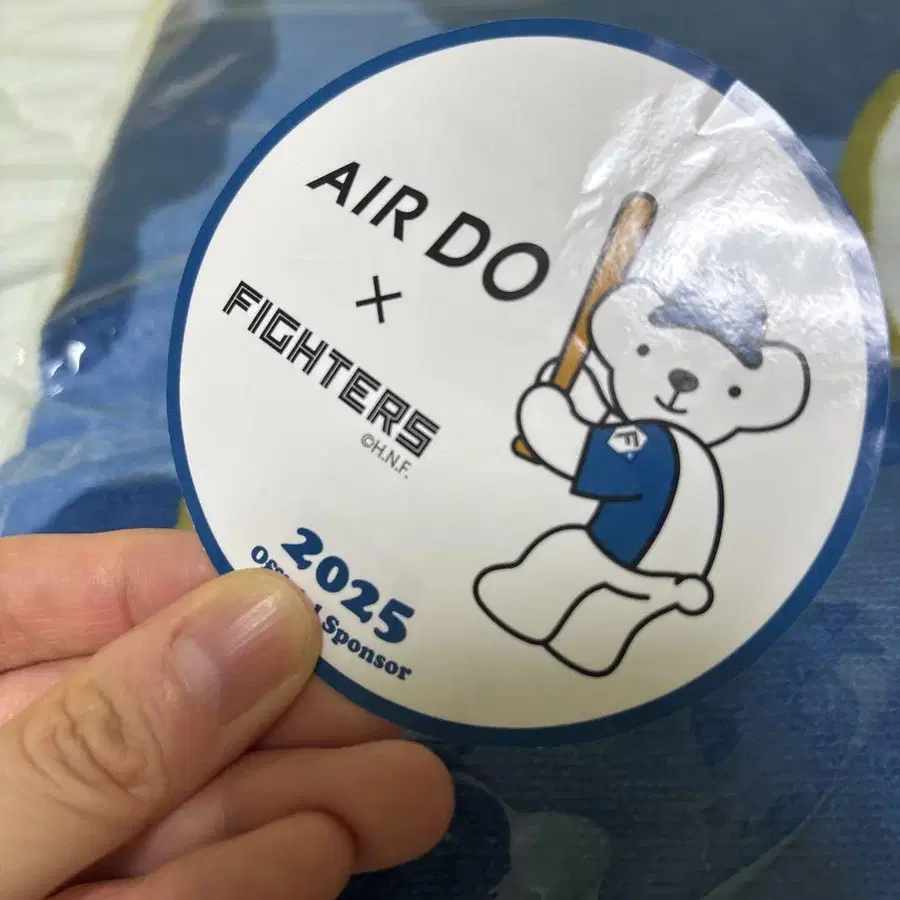 AIR DO
×
FIGHTERS
©H.N.F.
2025
Sponsor
F